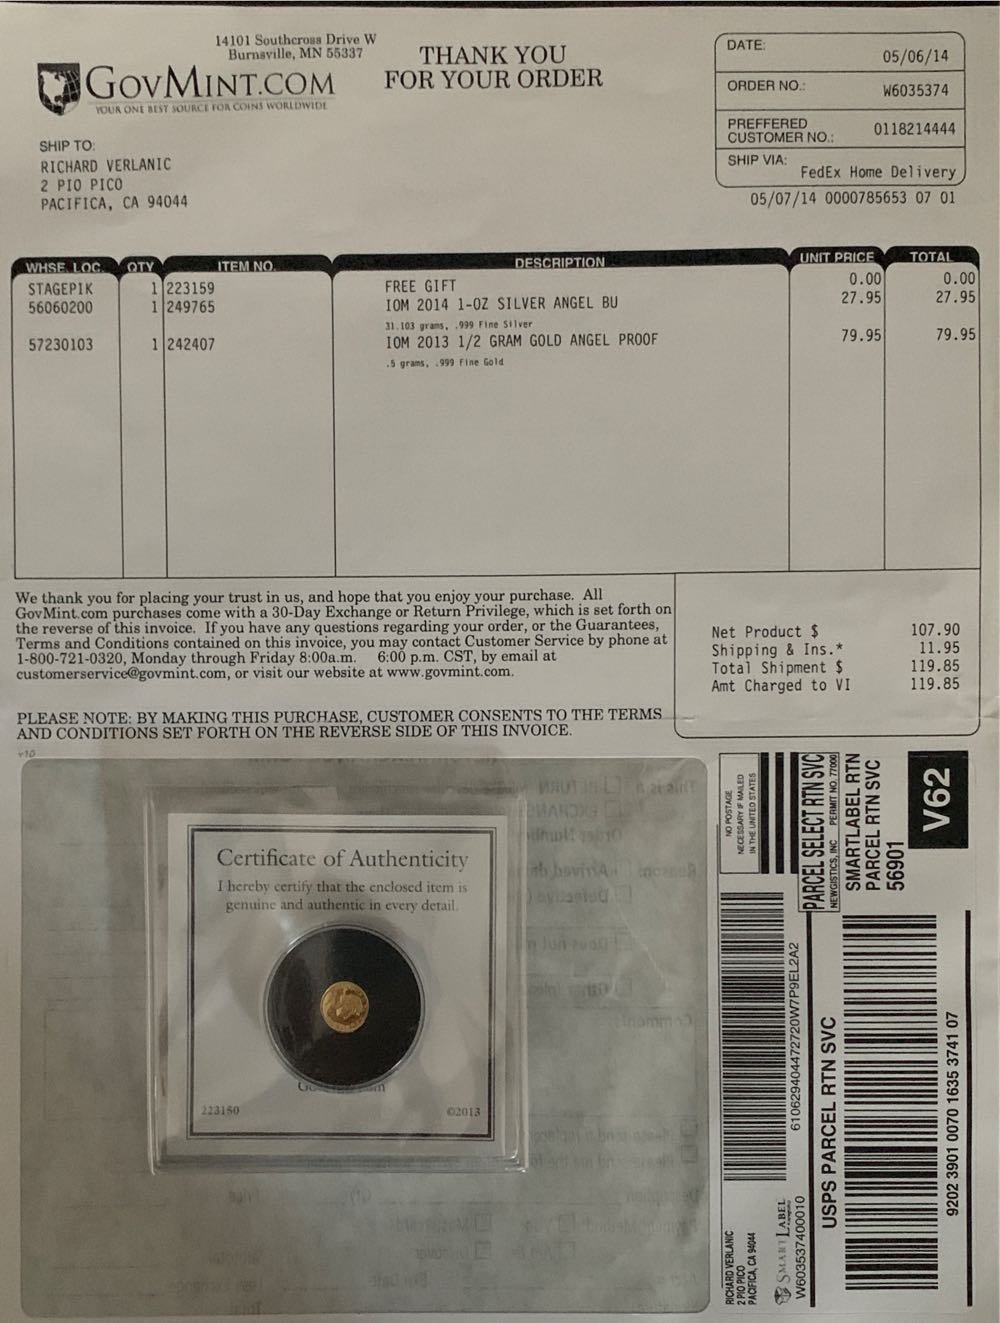 14101 Southcross Drive W
Burnsville, MN 55337
GOVMINT.COM
YOUR ONE BEST SOURCE FOR COINS WORLDWIDE
THANK YOU
FOR YOUR ORDER
DATE: 05/06/14
ORDER NO.: W6035374
PREFFERED
CUSTOMER NO.: 0118214444
SHIP VIA: FedEx Home Delivery
05/07/14 0000785653 07 01
SHIP TO:
RICHARD VERLANIC
2 PIO PICO
PACIFICA, CA 94044
WHSE. LOC. QTY ITEM NO. DESCRIPTION UNIT PRICE TOTAL
STAGEPIK 1 223159 FREE GIFT 0.00 0.00
56060200 1 249765 IOM 2014 1-OZ SILVER ANGEL BU 27.95 27.95
31.103 grams, .999 Fine Silver
57230103 1 242407 IOM 2013 1/2 GRAM GOLD ANGEL PROOF 79.95 79.95
.5 grams, .999 Fine Gold
We thank you for placing your trust in us, and hope that you enjoy your purchase. All
GovMint.com purchases come with a 30-Day Exchange or Return Privilege, which is set forth on
the reverse of this invoice. If you have any questions regarding your order, or the Guarantees,
Terms and Conditions contained on this invoice, you may contact Customer Service by phone at
1-800-721-0320, Monday through Friday 8:00a.m. 6:00 p.m. CST, by email at
customerservice@govmint.com, or visit our website at www.govmint.com.
Net Product $ 107.90
Shipping & Ins.* 11.95
Total Shipment $ 119.85
Amt Charged to VI 119.85
PLEASE NOTE: BY MAKING THIS PURCHASE, CUSTOMER CONSENTS TO THE TERMS
AND CONDITIONS SET FORTH ON THE REVERSE SIDE OF THIS INVOICE.
v10
Certificate of Authenticity
I hereby certify that the enclosed item is
genuine and authentic in every detail.
223150
©2013
NO POSTAGE
NECESSARY IF MAILED
IN THE UNITED STATES
PARCEL SELECT RTN SVC
NEWGISTICS, INC PERMIT NO. 77000
SMARTLABEL RTN
PARCEL RTN SVC
56901
V62
610629404472720W7P9EL2A2
USPS PARCEL RTN SVC
9202 3901 0070 1635 3741 07
RICHARD VERLANIC
2 PIO PICO
PACIFICA, CA 94044
SMARTLABEL
W603537400010